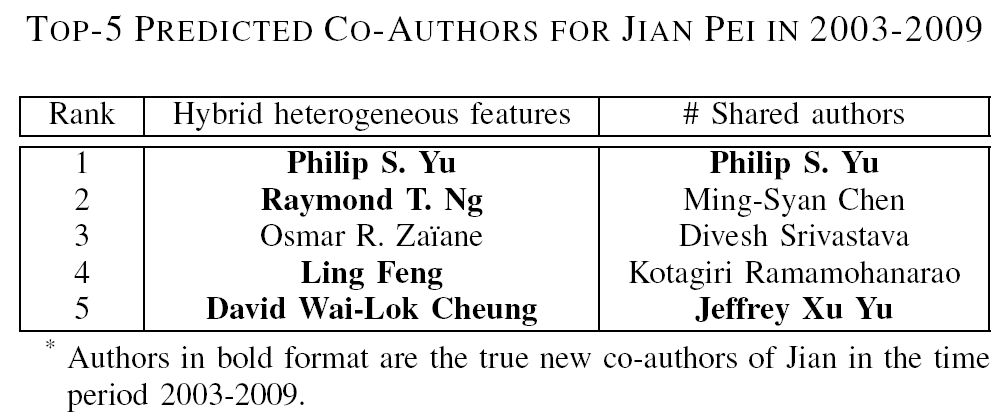 TOP-5 PREDICTED CO-AUTHORS FOR JIAN PEI IN 2003-2009
Rank Hybrid heterogeneous features # Shared authors
1 Philip S. Yu Philip S. Yu
2 Raymond T. Ng Ming-Syan Chen
3 Osmar R. Zaïane Divesh Srivastava
4 Ling Feng Kotagiri Ramamohanarao
5 David Wai-Lok Cheung Jeffrey Xu Yu
* Authors in bold format are the true new co-authors of Jian in the time
period 2003-2009.